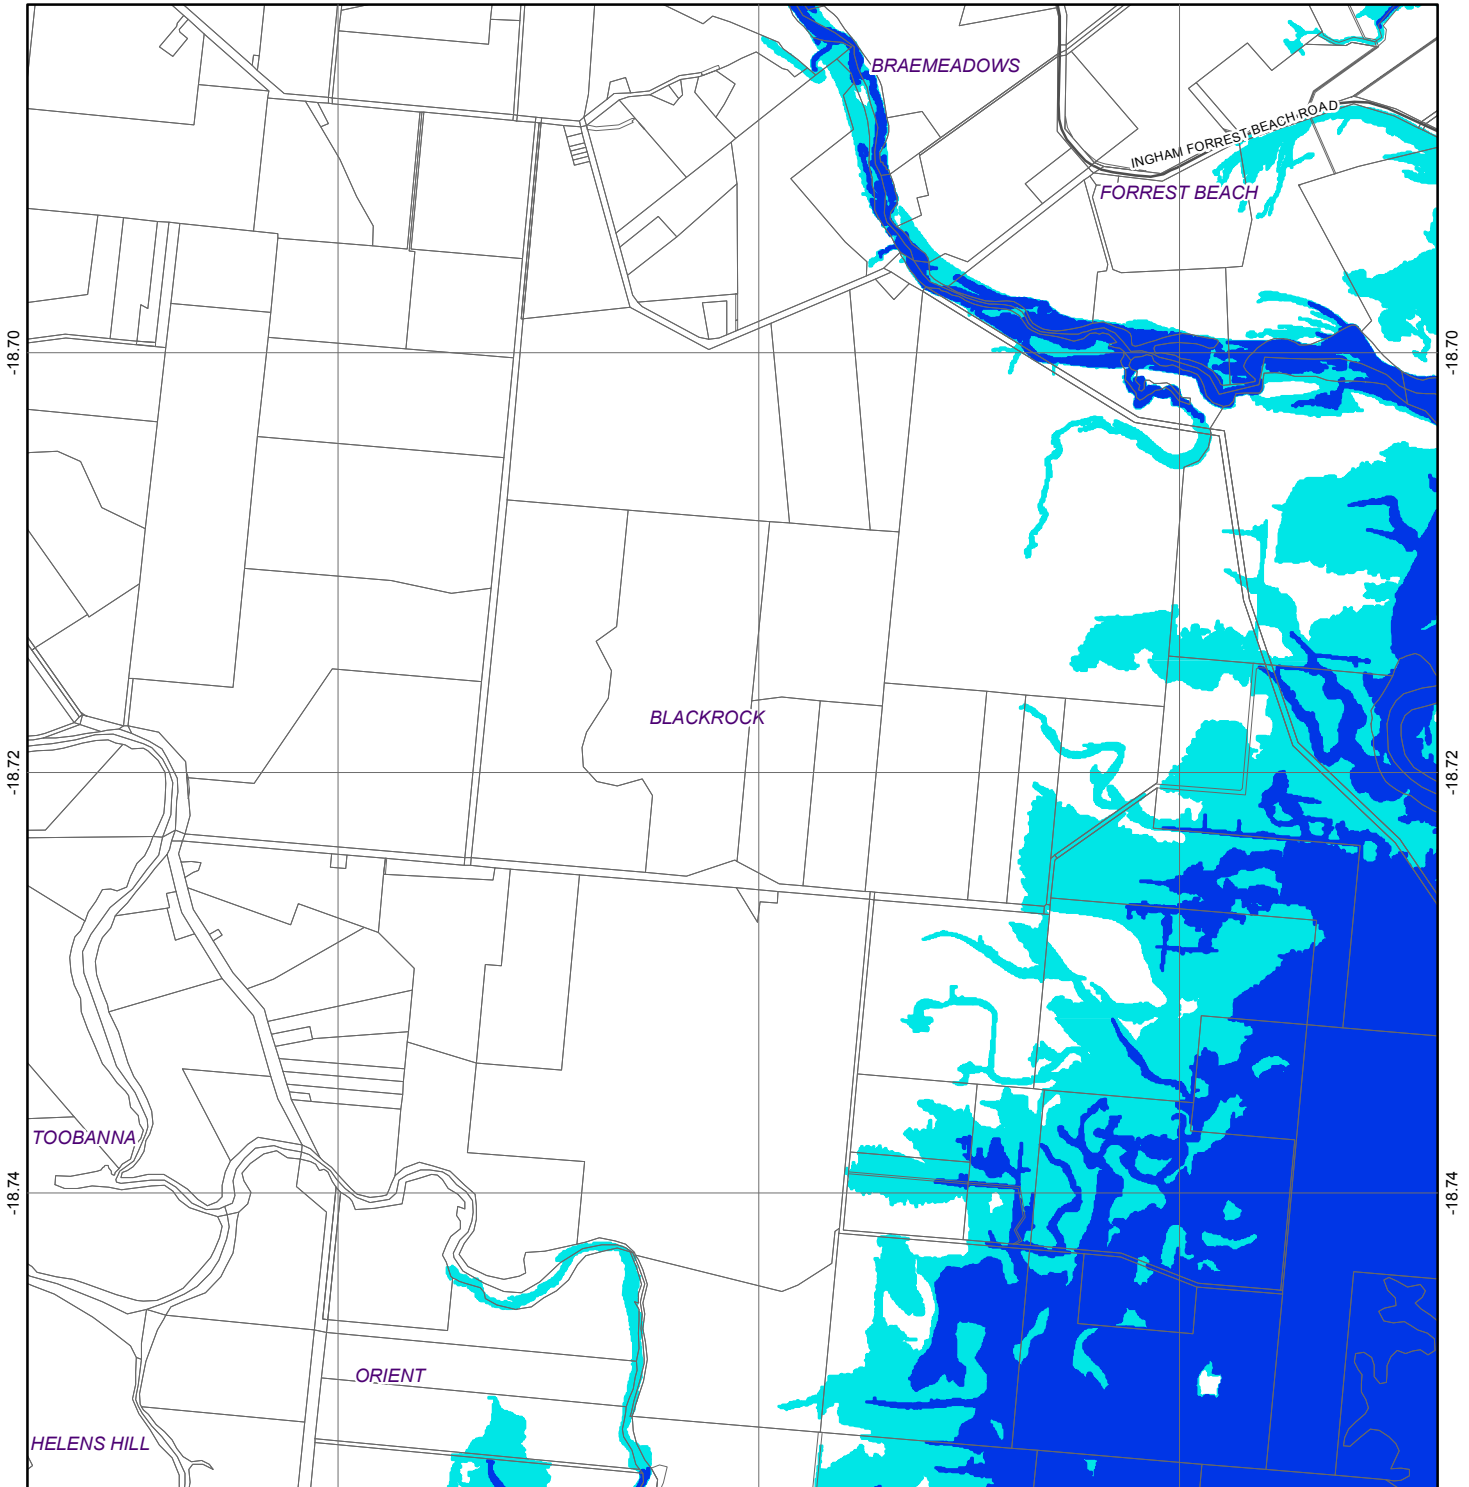 BRAEMEADOWS
INGHAM FORREST BEACH ROAD
FORREST BEACH
-18.70
-18.70
BLACKROCK
-18.72
-18.72
TOOBANNA
-18.74
-18.74
ORIENT
HELENS HILL